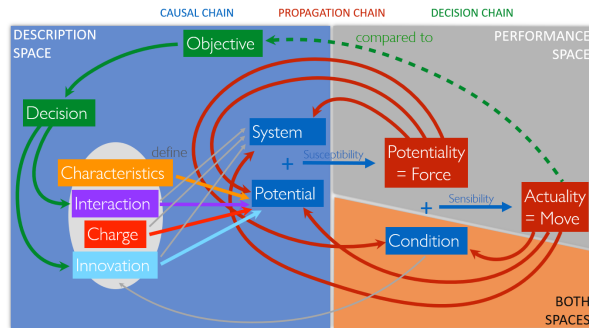 CAUSAL CHAIN
PROPAGATION CHAIN
DECISION CHAIN
DESCRIPTION
SPACE
Objective
compared to
PERFORMANCE
SPACE
Decision
System
define
+
Susceptibility
Potentiality
= Force
Characteristics
Interaction
Potential
Charge
Innovation
+
Sensibility
Actuality
= Move
Condition
BOTH
SPACES